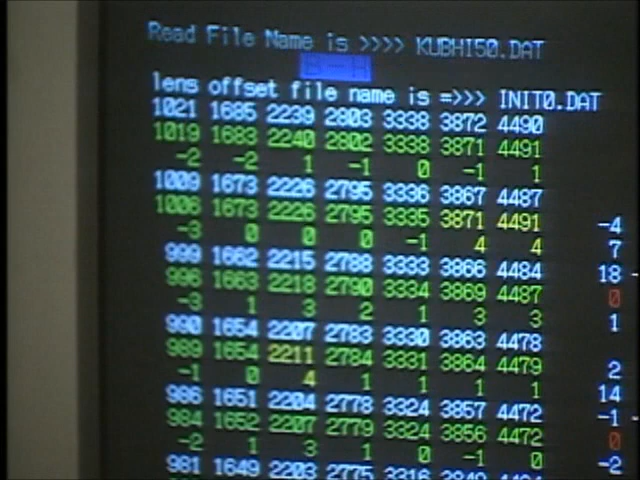 Read File Name is >>>> KUBHI50.DAT
lens offset file name is =>>> INIT0.DAT
1021 1685 2239 2803 3338 3872 4490
1019 1683 2240 2802 3338 3871 4491
-2 -2 1 -1 0 -1 1
1009 1673 2226 2795 3336 3867 4487
1006 1673 2226 2795 3335 3871 4491 -4
-3 0 0 0 -1 4 4 7
999 1662 2215 2788 3333 3866 4484 18 -
996 1663 2218 2790 3334 3869 4487 0
-3 1 3 2 1 3 3 1
990 1654 2207 2783 3330 3863 4478
989 1654 2211 2784 3331 3864 4479 2
-1 0 4 1 1 1 1 14
986 1651 2204 2778 3324 3857 4472 -1 -
984 1652 2207 2779 3324 3856 4472 0
-2 1 3 1 0 -1 0 -2
981 1649 2203 2775